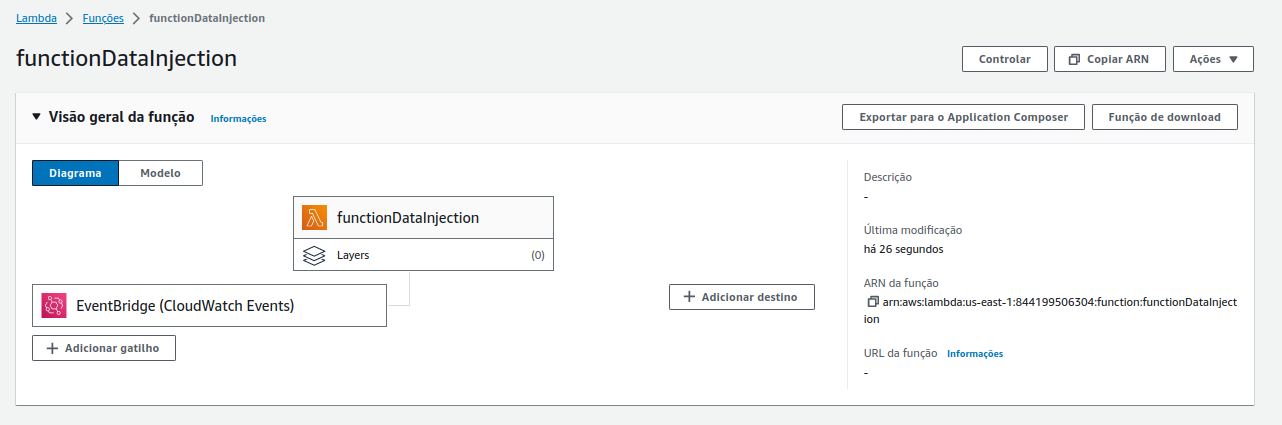 Lambda > Funções > functionDataInjection
functionDataInjection
Controlar
Copiar ARN
Ações
Visão geral da função
Informações
Exportar para o Application Composer
Função de download
Diagrama
Modelo
functionDataInjection
Layers
(0)
EventBridge (CloudWatch Events)
+ Adicionar gatilho
+ Adicionar destino
Descrição
-
Última modificação
há 26 segundos
ARN da função
arn:aws:lambda:us-east-1:844199506304:function:functionDataInject
ion
URL da função
Informações
-